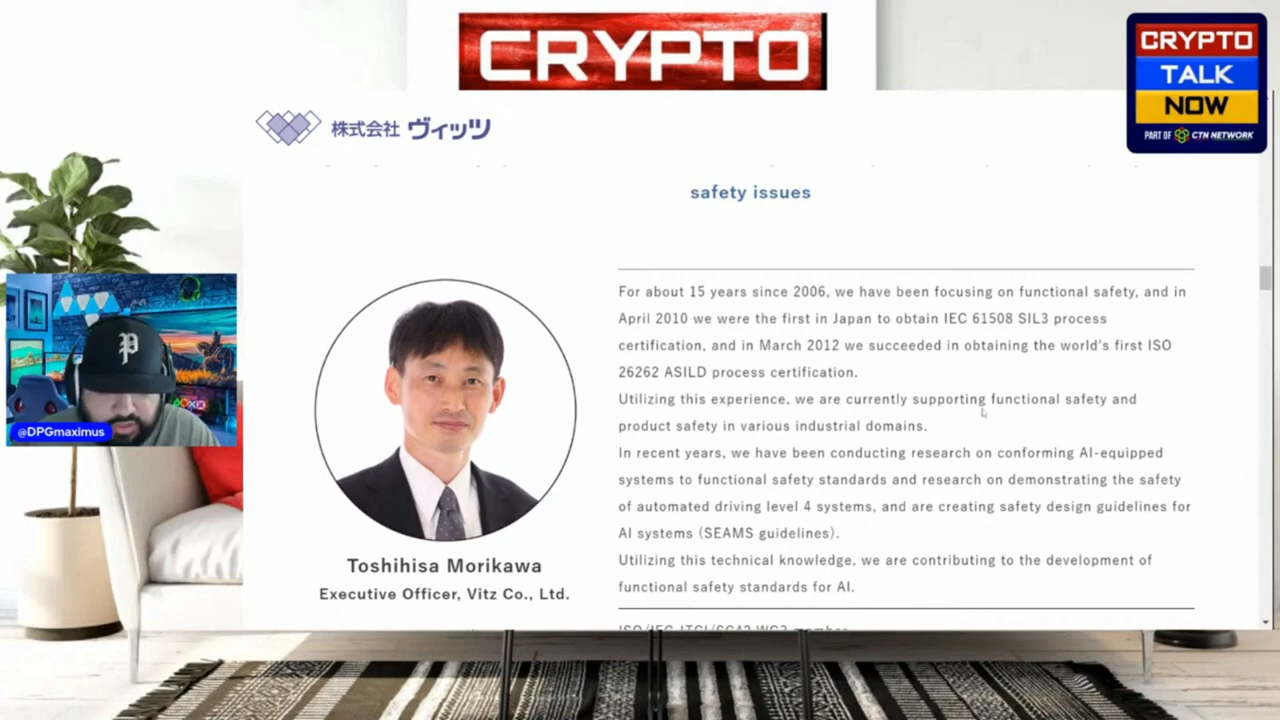 CRYPTO
CRYPTO
TALK
NOW
PART OF CTN NETWORK
株式会社 ヴィッツ
safety issues
For about 15 years since 2006, we have been focusing on functional safety, and in
April 2010 we were the first in Japan to obtain IEC 61508 SIL3 process
certification, and in March 2012 we succeeded in obtaining the world's first ISO
26262 ASILD process certification.
Utilizing this experience, we are currently supporting functional safety and
product safety in various industrial domains.
In recent years, we have been conducting research on conforming AI-equipped
systems to functional safety standards and research on demonstrating the safety
of automated driving level 4 systems, and are creating safety design guidelines for
AI systems (SEAMS guidelines).
Utilizing this technical knowledge, we are contributing to the development of
functional safety standards for AI.
Toshihisa Morikawa
Executive Officer, Vitz Co., Ltd.
P
@DPGmaximus